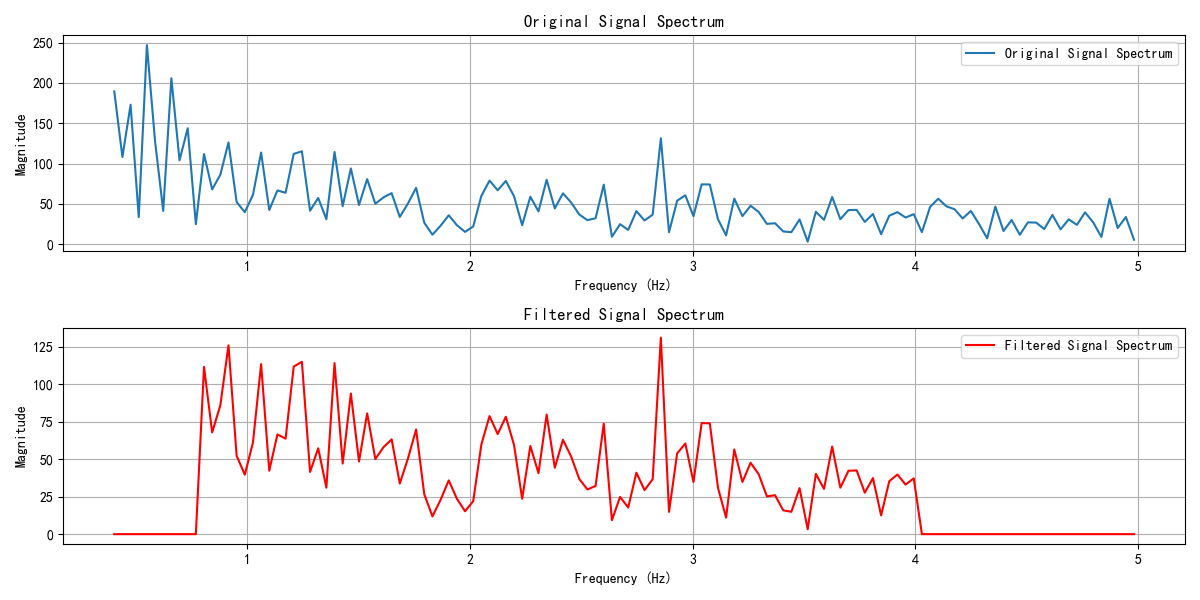 Original Signal Spectrum
250
200
150
100
50
0
Magnitude
Original Signal Spectrum
1 2 3 4 5
Frequency (Hz)
Filtered Signal Spectrum
125
100
75
50
25
0
Magnitude
Filtered Signal Spectrum
1 2 3 4 5
Frequency (Hz)